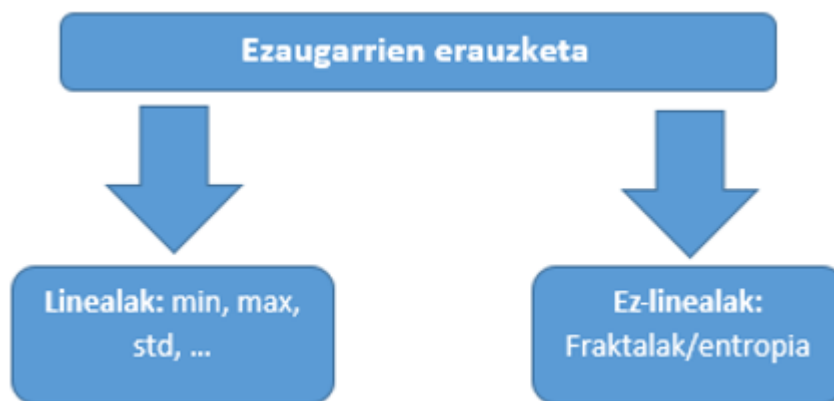 Ezaugarrien erauzketa
Linealak: min, max,
std, ...
Ez-linealak:
Fraktalak/entropia